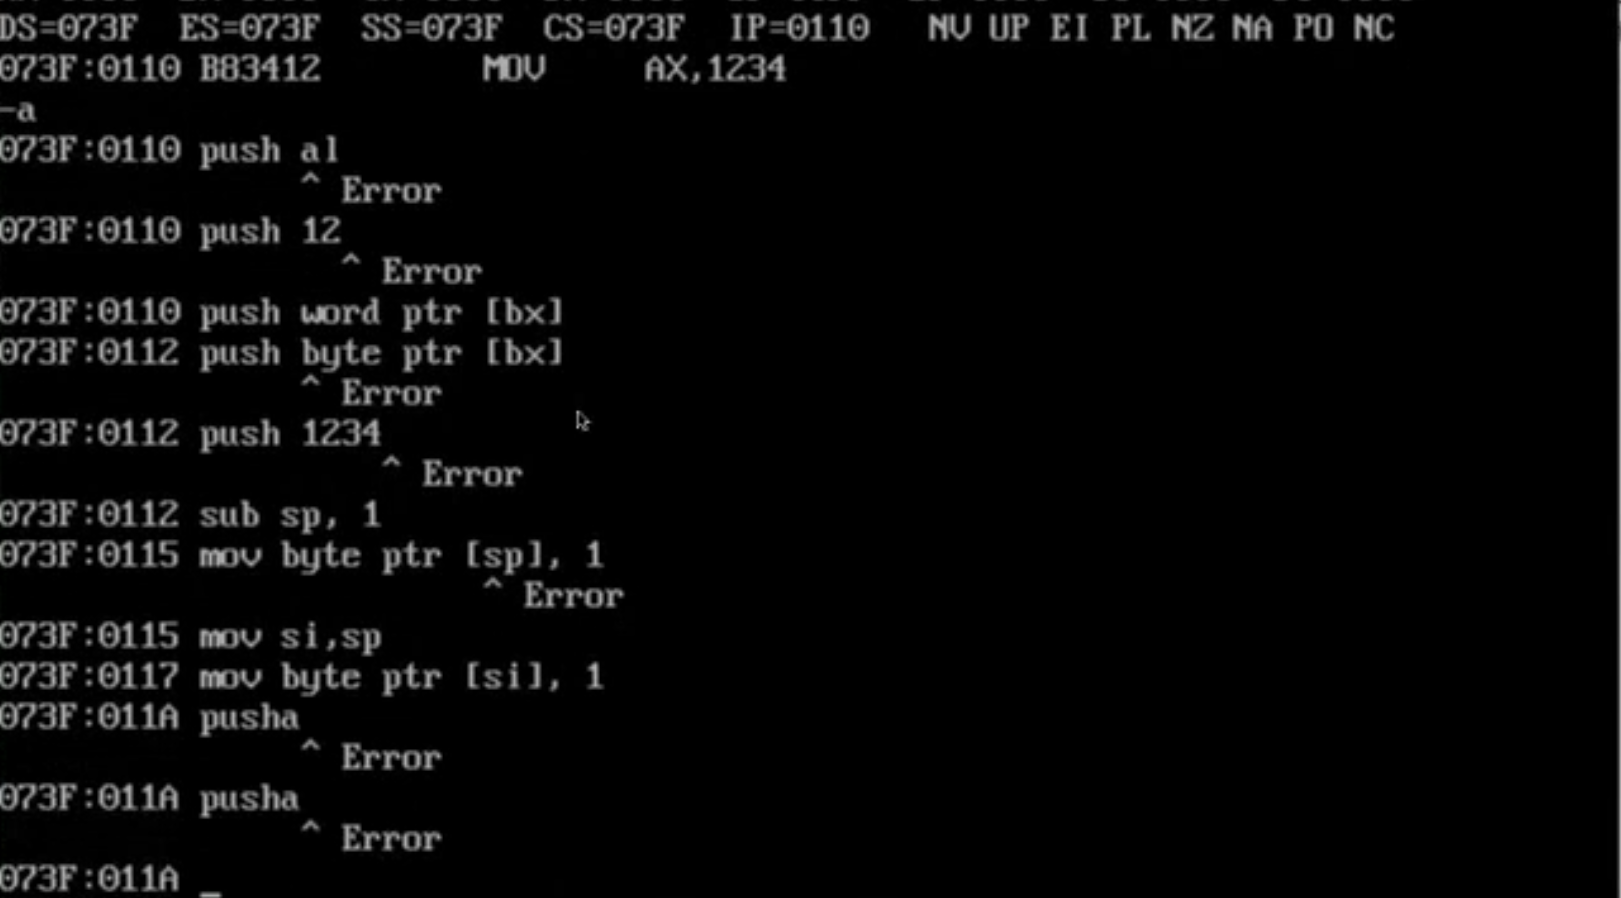 DS=073F ES=073F SS=073F CS=073F IP=0110 NV UP EI PL NZ NA PO NC
073F:0110 B83412 MOV AX,1234
-a
073F:0110 push al
^ Error
073F:0110 push 12
^ Error
073F:0110 push word ptr [bx]
073F:0112 push byte ptr [bx]
^ Error
073F:0112 push 1234
^ Error
073F:0112 sub sp, 1
073F:0115 mov byte ptr [sp], 1
^ Error
073F:0115 mov si,sp
073F:0117 mov byte ptr [si], 1
073F:011A pusha
^ Error
073F:011A pusha
^ Error
073F:011A _